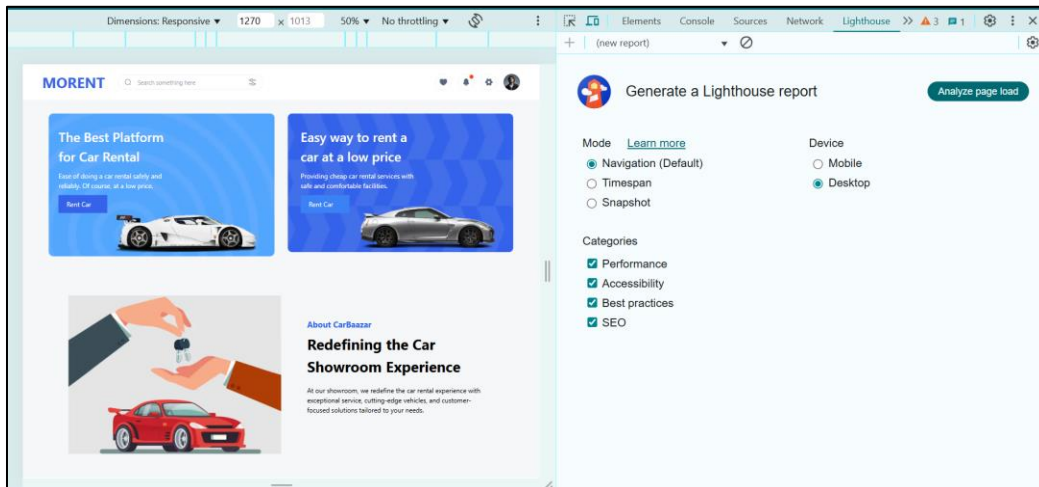 Dimensions: Responsive ▼ 1270 x 1013 50% ▼ No throttling ▼
Elements Console Sources Network Lighthouse 3 1
(new report)
MORENT Search something here
The Best Platform
for Car Rental
Ease of doing a car rental safely and
reliably. Of course, at a low price.
Rent Car
Easy way to rent a
car at a low price
Providing cheap car rental services with
safe and comfortable facilities.
Rent Car
About CarBaazar
Redefining the Car
Showroom Experience
At our showroom, we redefine the car rental experience with
exceptional service, cutting-edge vehicles, and customer-
focused solutions tailored to your needs.
Generate a Lighthouse report
Analyze page load
Mode Learn more
Navigation (Default)
Timespan
Snapshot
Device
Mobile
Desktop
Categories
Performance
Accessibility
Best practices
SEO